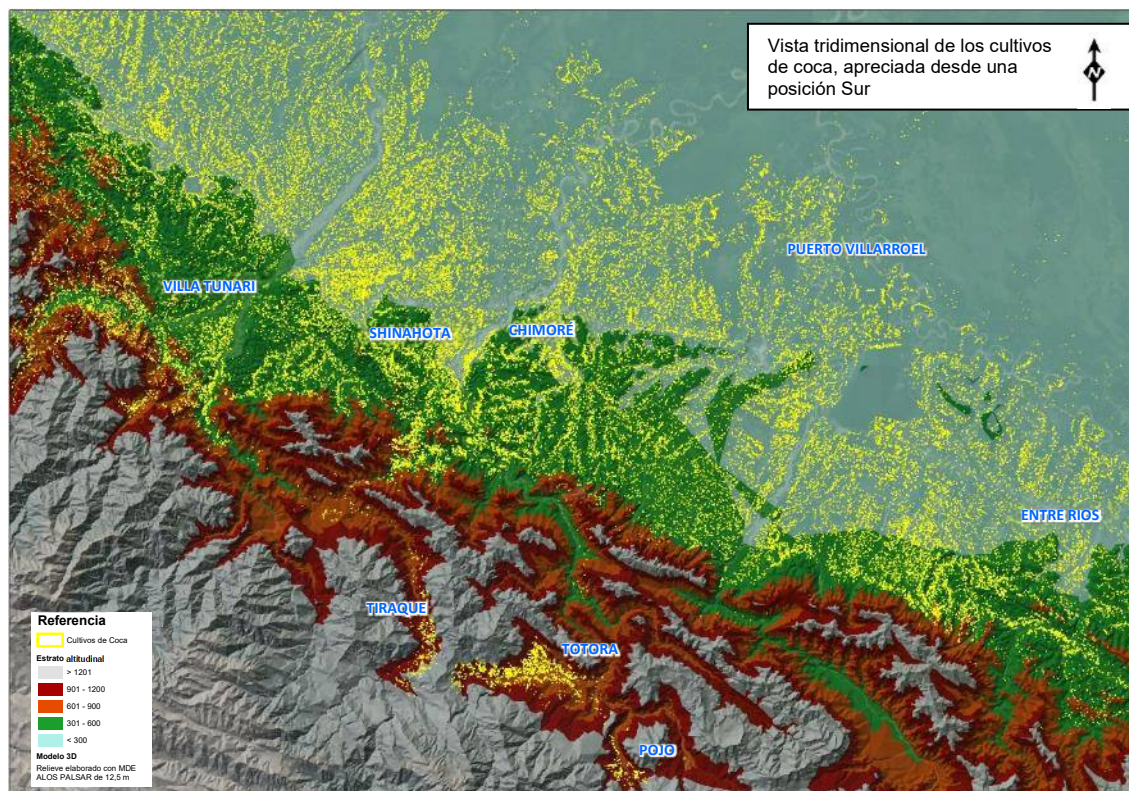 Vista tridimensional de los cultivos
de coca, apreciada desde una
posición Sur
N
PUERTO VILLARROEL
VILLA TUNARI
SHINAHOTA
CHIMORÉ
ENTRE RIOS
TIRAQUE
TOTORA
POJO
Referencia
Cultivos de Coca
Estrato altitudinal
> 1201
901 - 1200
601 - 900
301 - 600
< 300
Modelo 3D
Relieve elaborado con MDE
ALOS PALSAR de 12,5 m